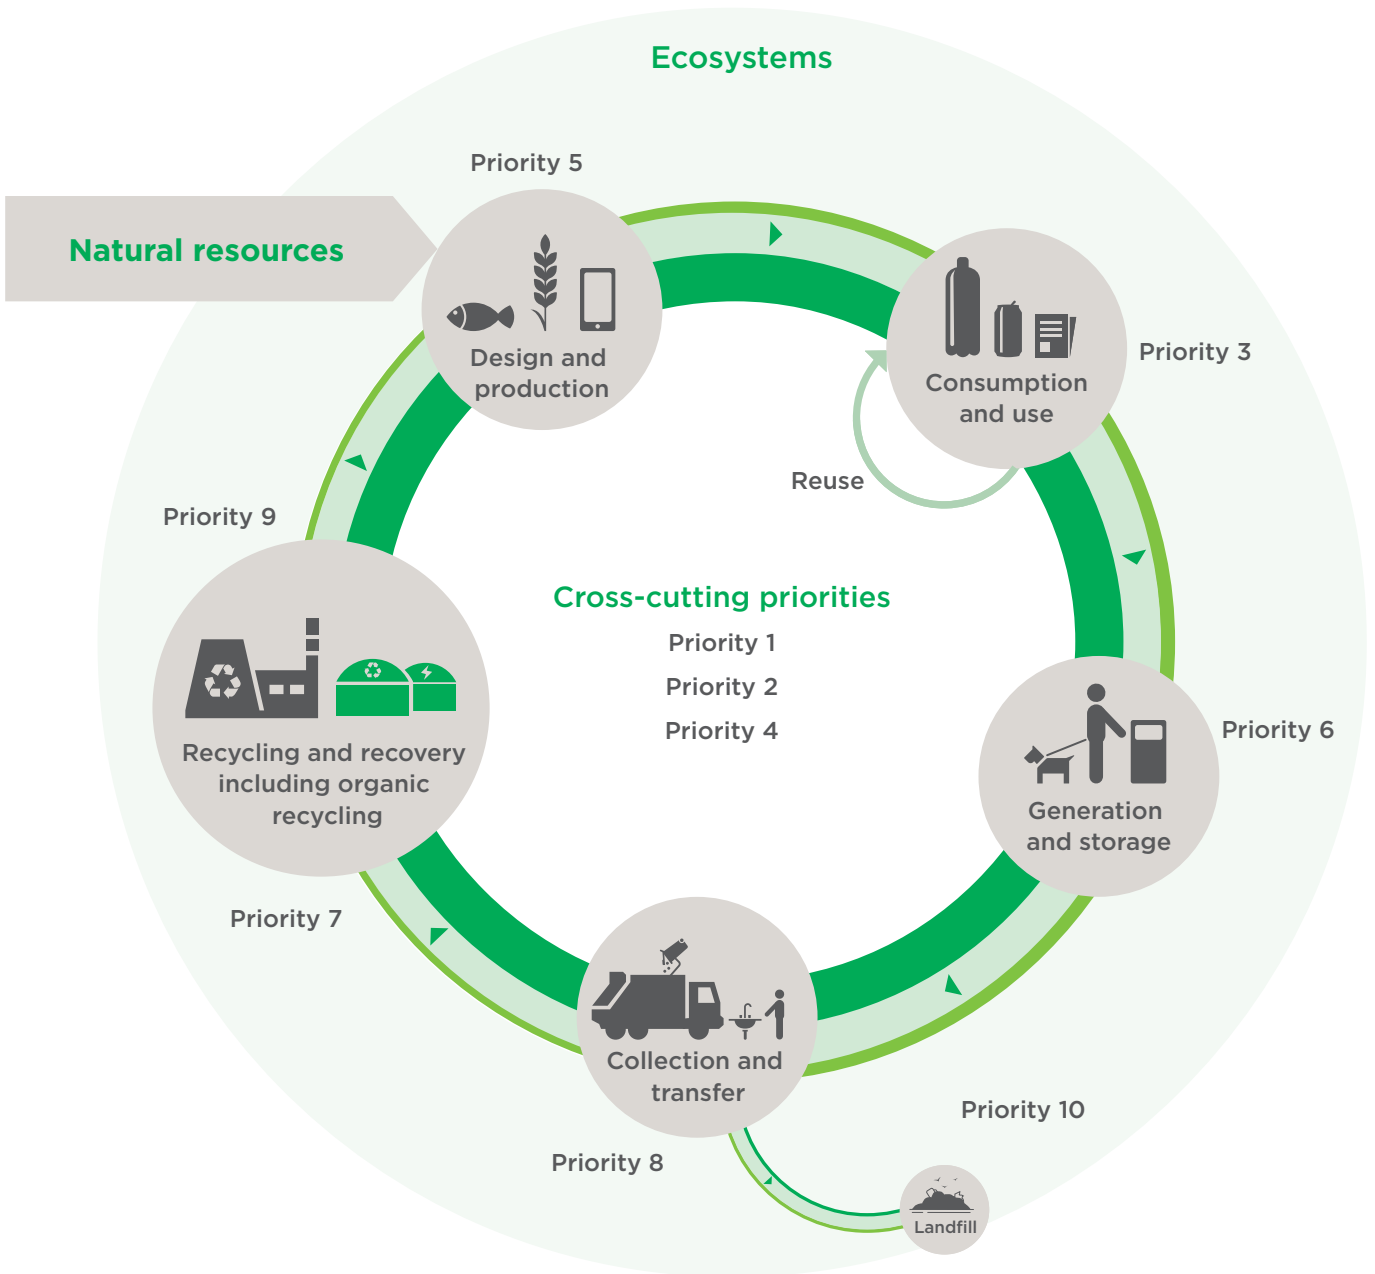 Ecosystems
Priority 5
Natural resources
Design and
production
Priority 3
Consumption
and use
Reuse
Priority 9
Cross-cutting priorities
Priority 1
Priority 2
Priority 4
Priority 6
Generation
and storage
Recycling and recovery
including organic
recycling
Priority 7
Collection and
transfer
Priority 10
Priority 8
Landfill